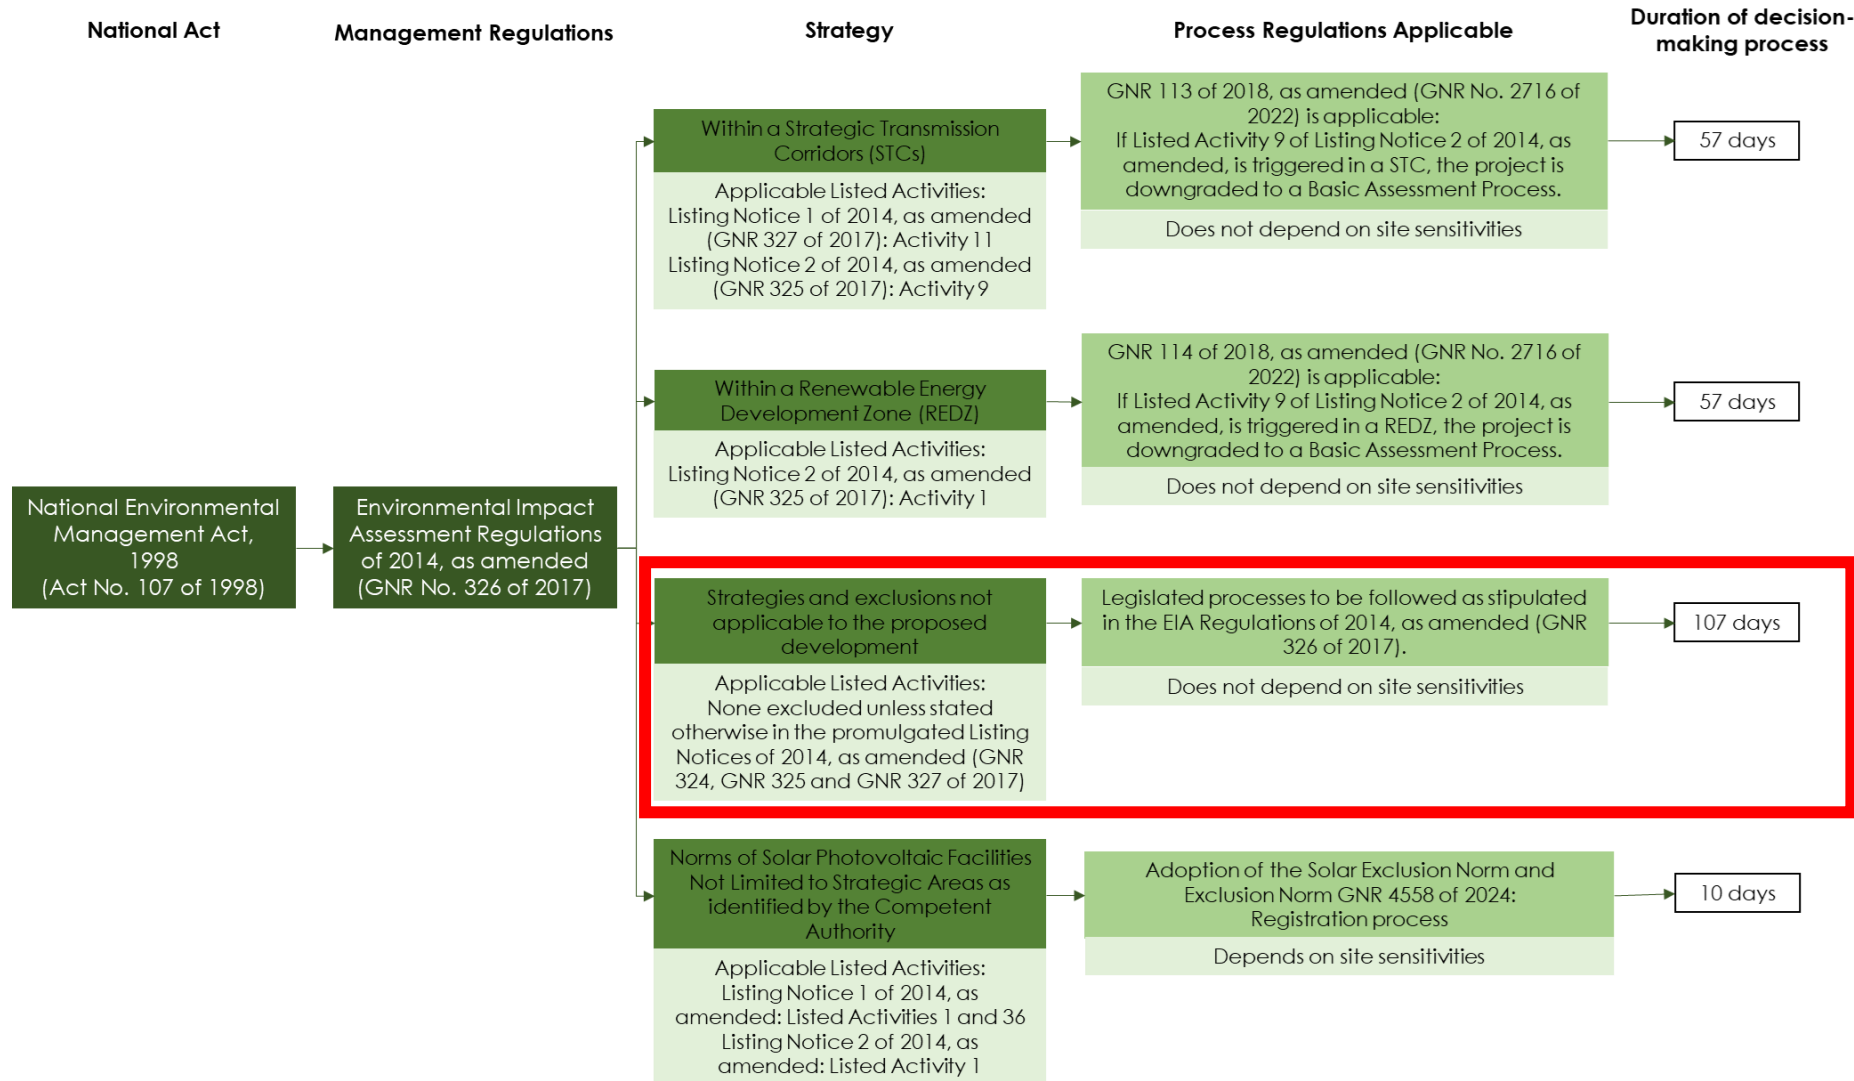 National Act
Management Regulations
Strategy
Process Regulations Applicable
Duration of decision-
making process
National Environmental
Management Act,
1998
(Act No. 107 of 1998)
Environmental Impact
Assessment Regulations
of 2014, as amended
(GNR No. 326 of 2017)
Within a Strategic Transmission
Corridors (STCs)
Applicable Listed Activities:
Listing Notice 1 of 2014, as amended
(GNR 327 of 2017): Activity 11
Listing Notice 2 of 2014, as amended
(GNR 325 of 2017): Activity 9
GNR 113 of 2018, as amended (GNR No. 2716 of
2022) is applicable:
If Listed Activity 9 of Listing Notice 2 of 2014, as
amended, is triggered in a STC, the project is
downgraded to a Basic Assessment Process.
Does not depend on site sensitivities
57 days
Within a Renewable Energy
Development Zone (REDZ)
Applicable Listed Activities:
Listing Notice 2 of 2014, as amended
(GNR 325 of 2017): Activity 1
GNR 114 of 2018, as amended (GNR No. 2716 of
2022) is applicable:
If Listed Activity 9 of Listing Notice 2 of 2014, as
amended, is triggered in a REDZ, the project is
downgraded to a Basic Assessment Process.
Does not depend on site sensitivities
57 days
Strategies and exclusions not
applicable to the proposed
development
Applicable Listed Activities:
None excluded unless stated
otherwise in the promulgated Listing
Notices of 2014, as amended (GNR
324, GNR 325 and GNR 327 of 2017)
Legislated processes to be followed as stipulated
in the EIA Regulations of 2014, as amended (GNR
326 of 2017).
Does not depend on site sensitivities
107 days
Norms of Solar Photovoltaic Facilities
Not Limited to Strategic Areas as
identified by the Competent
Authority
Applicable Listed Activities:
Listing Notice 1 of 2014, as
amended: Listed Activities 1 and 36
Listing Notice 2 of 2014, as
amended: Listed Activity 1
Adoption of the Solar Exclusion Norm and
Exclusion Norm GNR 4558 of 2024:
Registration process
Depends on site sensitivities
10 days